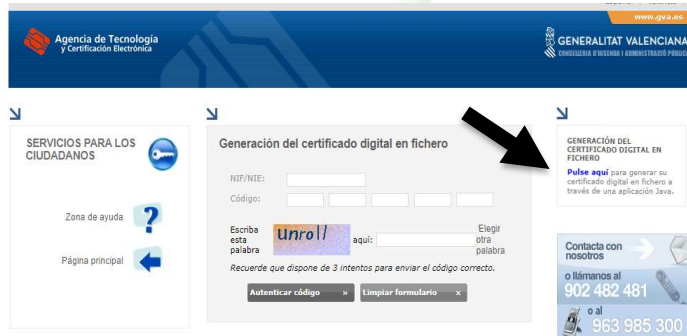 www.gva.es
Agencia de Tecnología
y Certificación Electrónica
GENERALITAT VALENCIANA
CONSELLERIA D'HISENDA I ADMINISTRACIÓ PÚBLICA
SERVICIOS PARA LOS
CIUDADANOS
Zona de ayuda
Página principal
Generación del certificado digital en fichero
NIF/NIE:
Código:
Escriba
esta
palabra
unroll
aquí:
Elegir
otra
palabra
Recuerde que dispone de 3 intentos para enviar el código correcto.
Autenticar código »
Limpiar formulario x
GENERACIÓN DEL
CERTIFICADO DIGITAL EN
FICHERO
Pulse aquí para generar su
certificado digital en fichero a
través de una aplicación Java.
Contacta con
nosotros
o llámanos al
902 482 481
o al
963 985 300